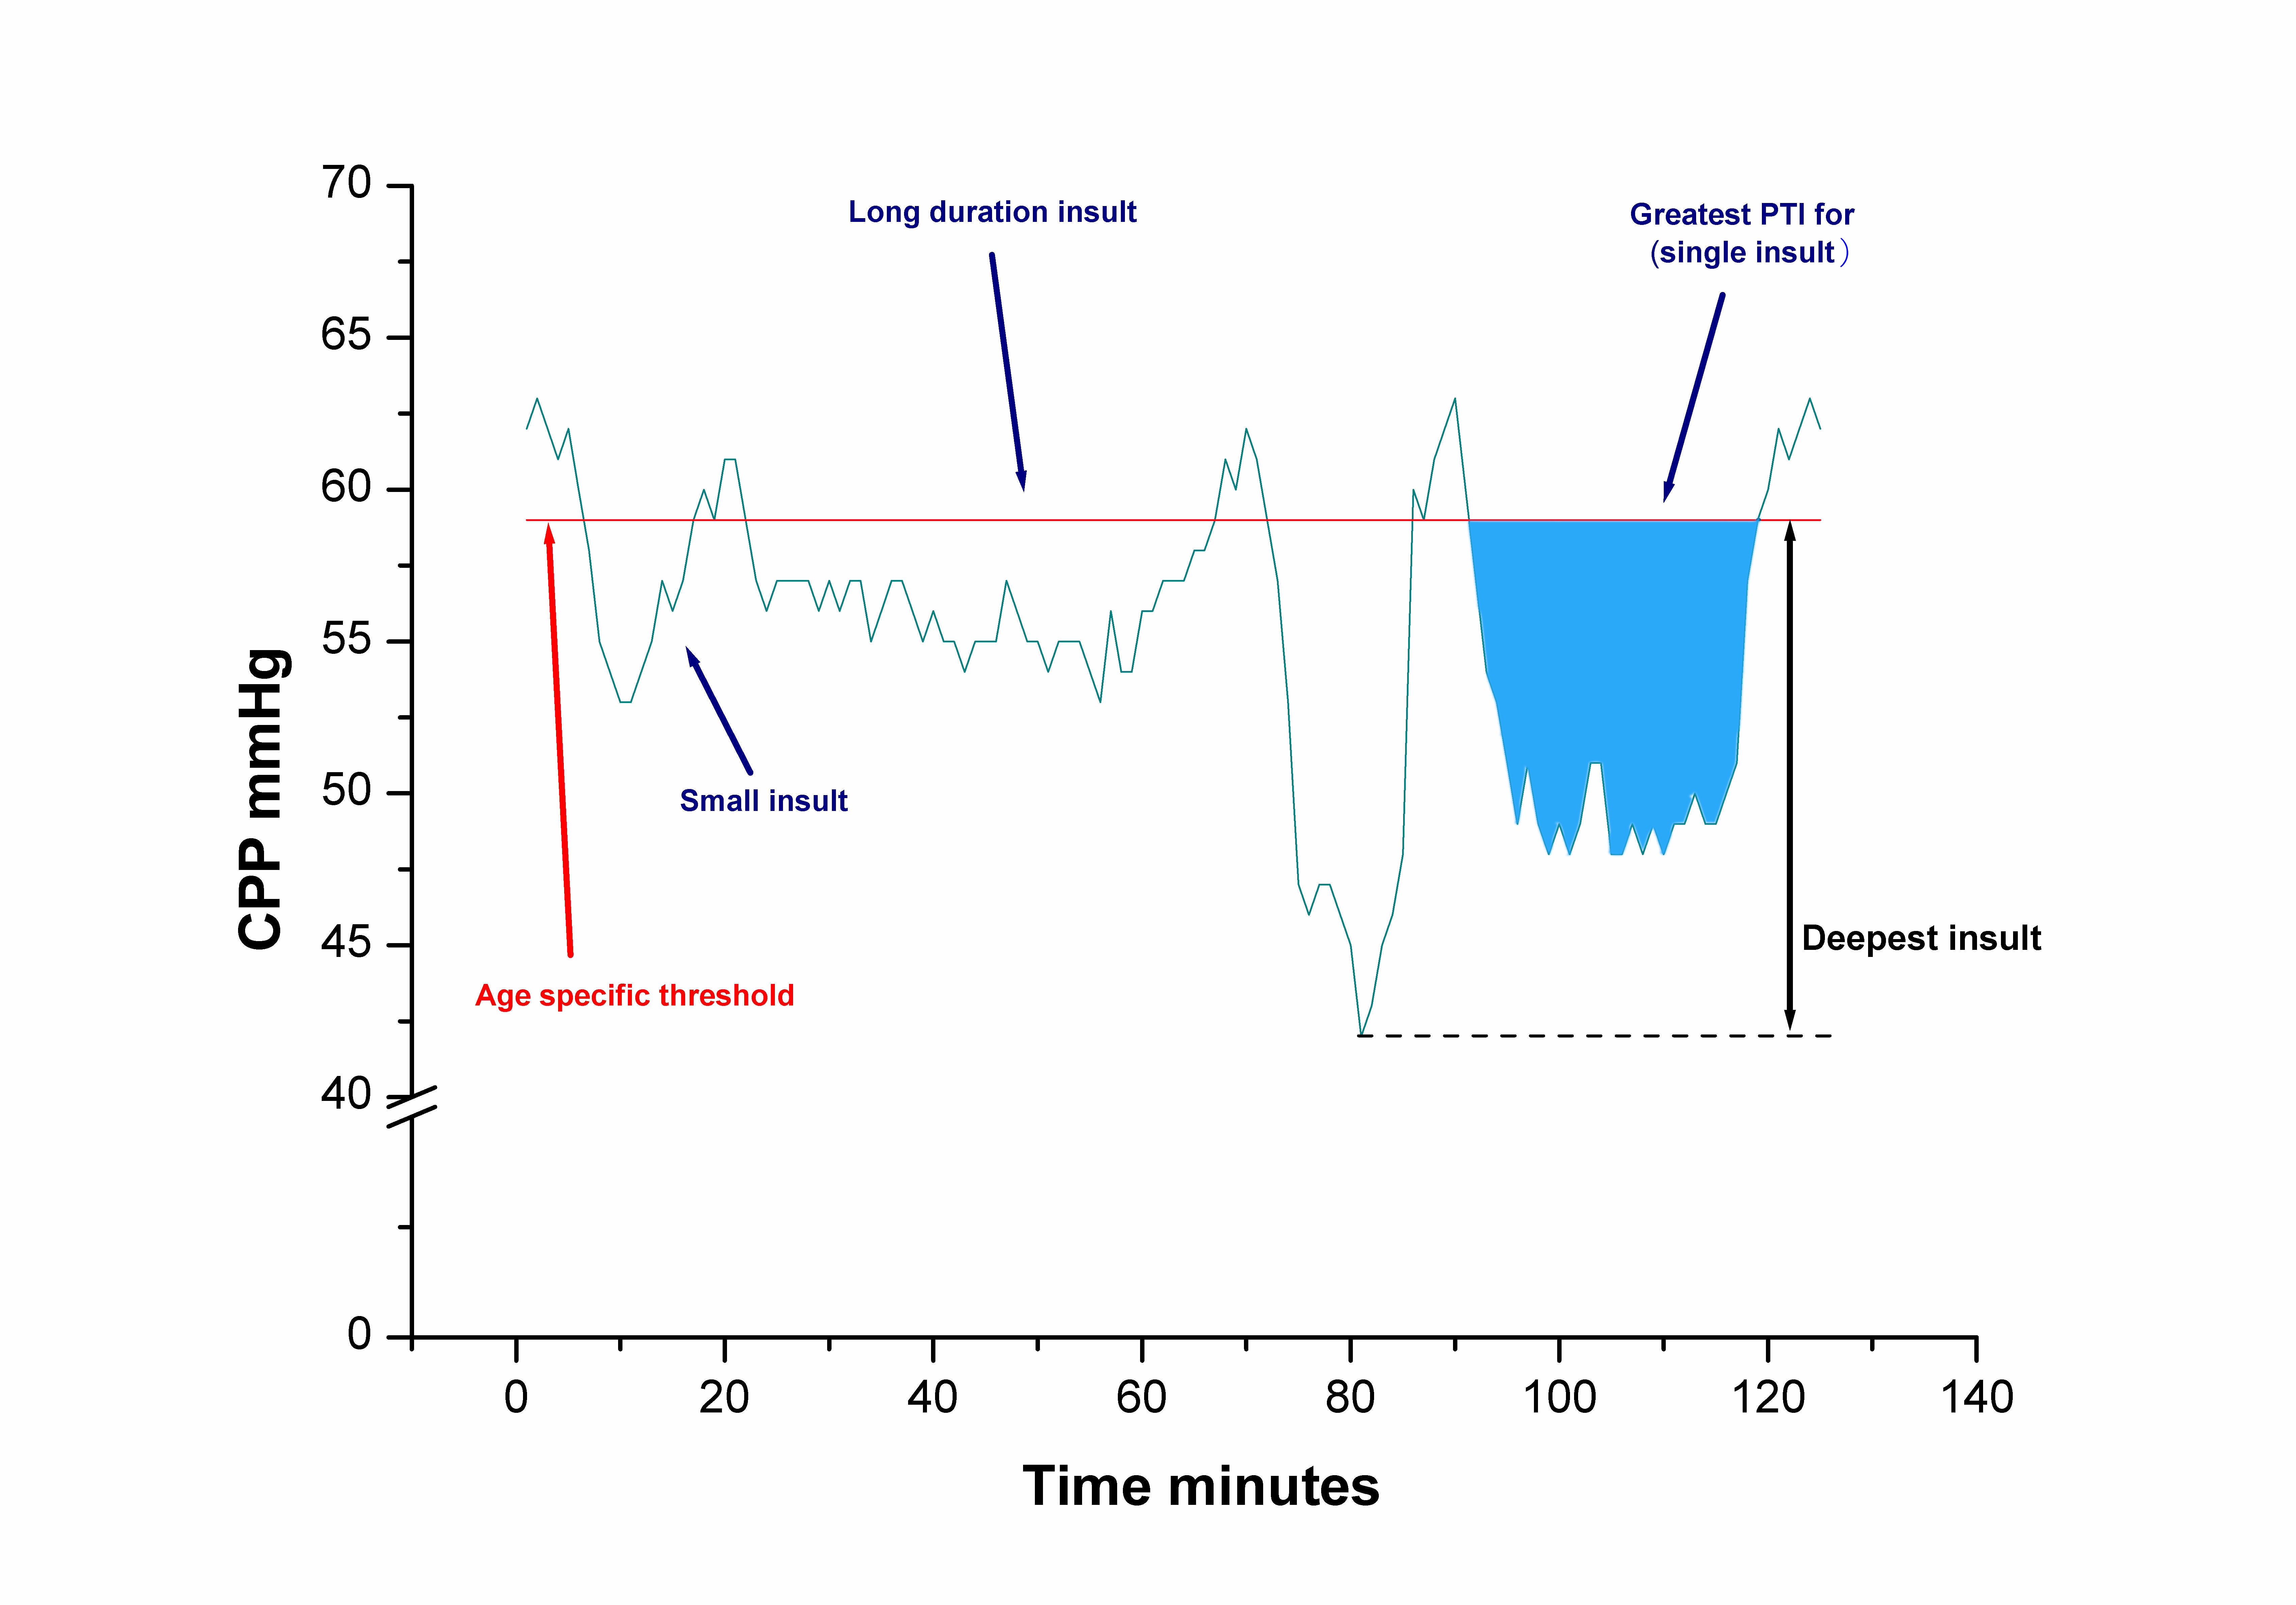 70
65
60
55
50
45
40
0
CPP mmHg
Long duration insult
Greatest PTI for
(single insult）
Small insult
Age specific threshold
Deepest insult
0 20 40 60 80 100 120 140
Time minutes